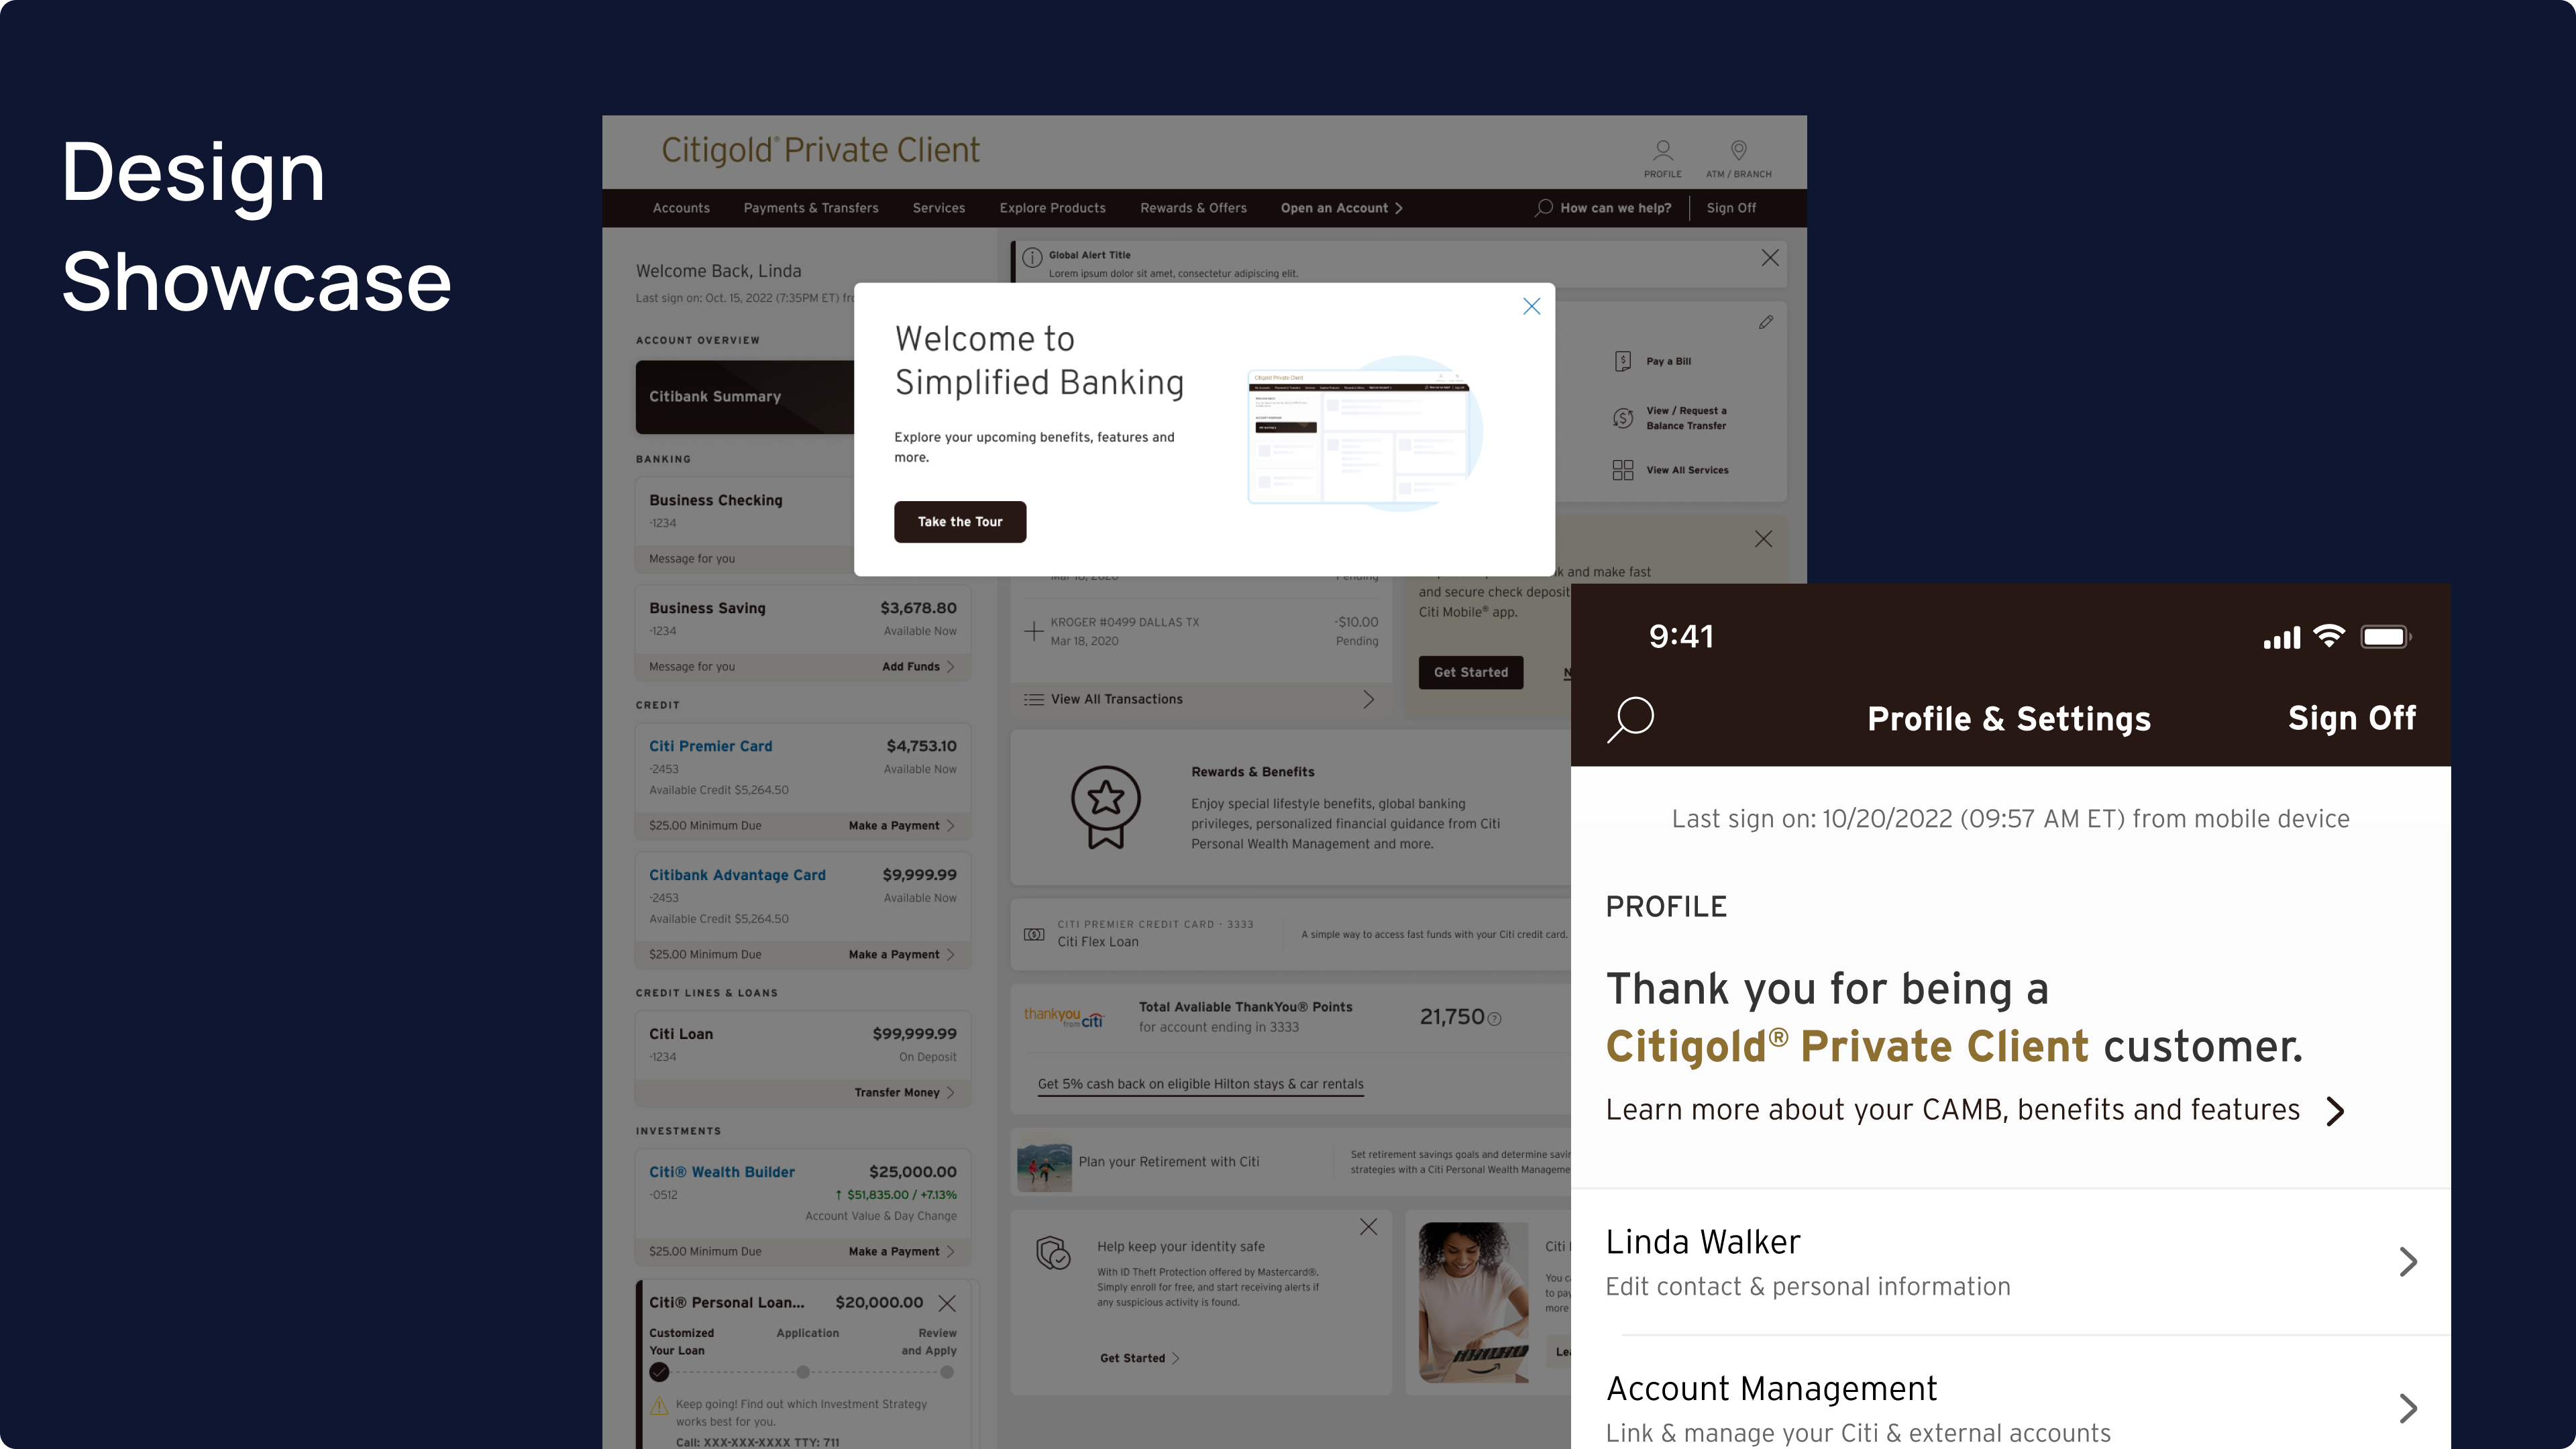 Design
Showcase
Citigold® Private Client
PROFILE
ATM / BRANCH
Accounts
Payments & Transfers
Services
Explore Products
Rewards & Offers
Open an Account
How can we help?
Sign Off
Welcome Back, Linda
Last sign on: Oct. 15, 2022 (7:35PM ET)
ACCOUNT OVERVIEW
Citibank Summary
BANKING
Business Checking
-1234
Message for you
Business Saving
$3,678.80
-1234
Available Now
Message for you
Add Funds
CREDIT
Citi Premier Card
$4,753.10
-2453
Available Now
Available Credit $5,264.50
$25.00 Minimum Due
Make a Payment
Citibank Advantage Card
$9,999.99
-2453
Available Now
Available Credit $5,264.50
$25.00 Minimum Due
Make a Payment
CREDIT LINES & LOANS
Citi Loan
$99,999.99
-1234
On Deposit
Transfer Money
INVESTMENTS
Citi® Wealth Builder
$25,000.00
-0512
↑ $51,835.00 / +7.13%
Account Value & Day Change
$25.00 Minimum Due
Make a Payment
Citi® Personal Loan...
$20,000.00
Customized
Your Loan
Application
Review
and Apply
Keep going! Find out which Investment Strategy
works best for you.
Call: XXX-XXX-XXXX TTY: 711
Global Alert Title
Lorem ipsum dolor sit amet, consectetur adipiscing elit.
Welcome to
Simplified Banking
Explore your upcoming benefits, features and
more.
Take the Tour
Pay a Bill
View / Request a
Balance Transfer
View All Services
Mar 18, 2020
Pending
KROGER #0499 DALLAS TX
-$10.00
Mar 18, 2020
Pending
View All Transactions
and make fast
and secure check deposit
Citi Mobile® app.
Get Started
Rewards & Benefits
Enjoy special lifestyle benefits, global banking
privileges, personalized financial guidance from Citi
Personal Wealth Management and more.
CITI PREMIER CREDIT CARD - 3333
Citi Flex Loan
A simple way to access fast funds with your Citi credit card.
thankyou
from citi
Total Avaliable ThankYou® Points
for account ending in 3333
21,750
Get 5% cash back on eligible Hilton stays & car rentals
Plan your Retirement with Citi
Set retirement savings goals and determine
strategies with a Citi Personal Wealth
Help keep your identity safe
With ID Theft Protection offered by Mastercard®.
Simply enroll for free, and start receiving alerts if
any suspicious activity is found.
Get Started
Citi
to pay
more
9:41
Profile & Settings
Sign Off
Last sign on: 10/20/2022 (09:57 AM ET) from mobile device
PROFILE
Thank you for being a
Citigold® Private Client customer.
Learn more about your CAMB, benefits and features
Linda Walker
Edit contact & personal information
Account Management
Link & manage your Citi & external accounts